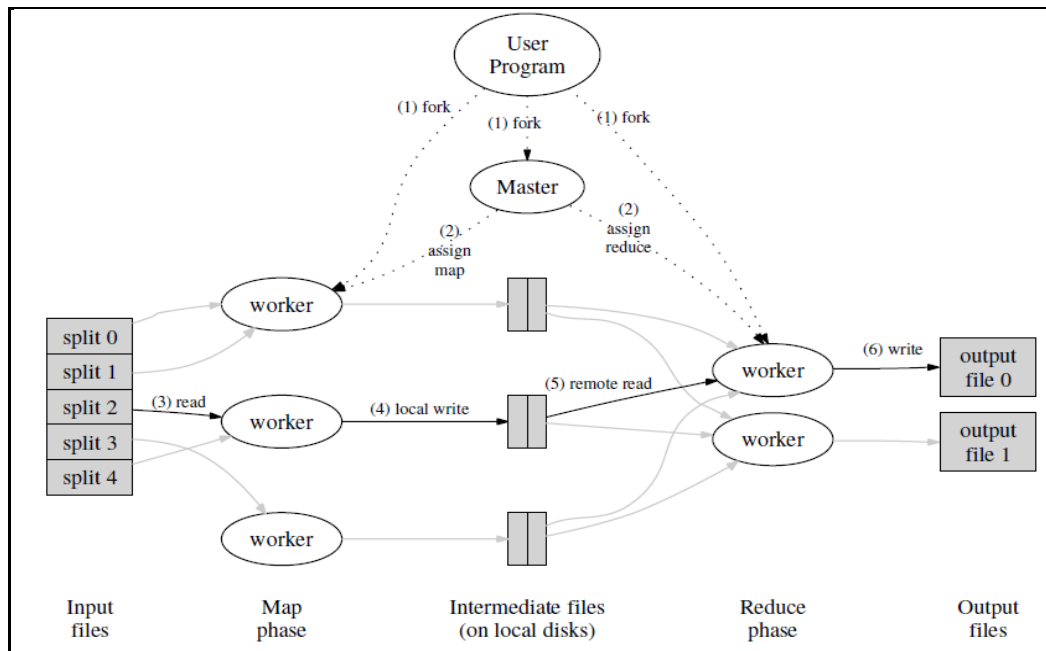 User
Program
(1) fork
(1) fork
(1) fork
Master
(2)
assign
map
(2)
assign
reduce
worker
split 0
split 1
split 2
split 3
split 4
(3) read
worker
(4) local write
(5) remote read
worker
(6) write
output
file 0
worker
output
file 1
worker
Input
files
Map
phase
Intermediate files
(on local disks)
Reduce
phase
Output
files